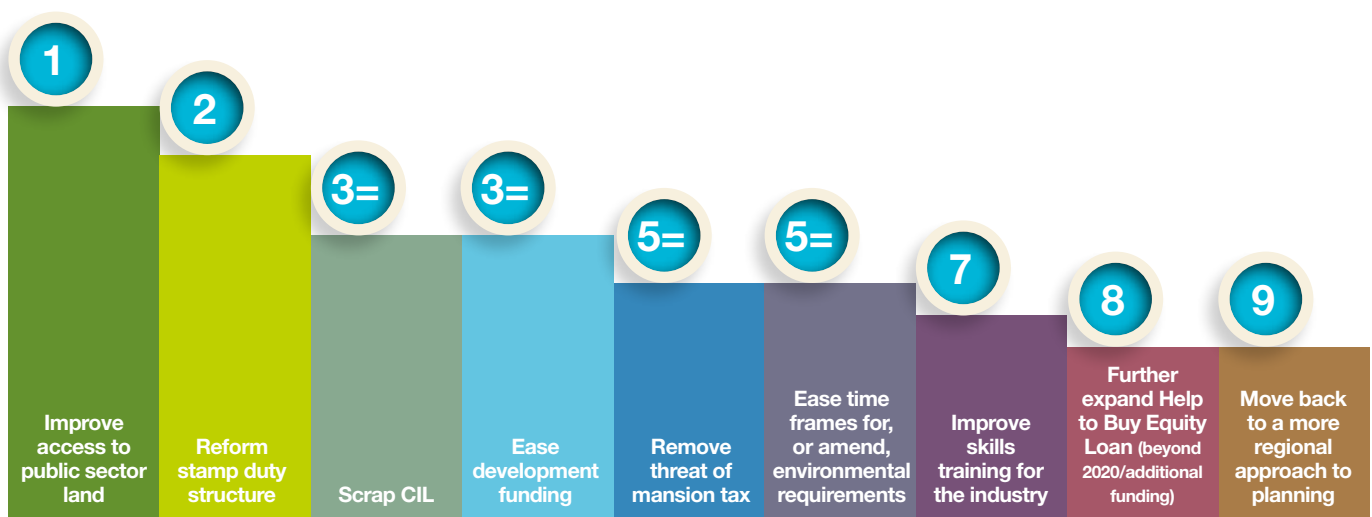 1
Improve
access to
public sector
land
2
Reform
stamp duty
structure
3=
Scrap CIL
3=
Ease
development
funding
5=
Remove
threat of
mansion tax
5=
Ease time
frames for,
or amend,
environmental
requirements
7
Improve
skills
training for
the industry
8
Further
expand Help
to Buy Equity
Loan (beyond
2020/additional
funding)
9
Move back
to a more
regional
approach to
planning